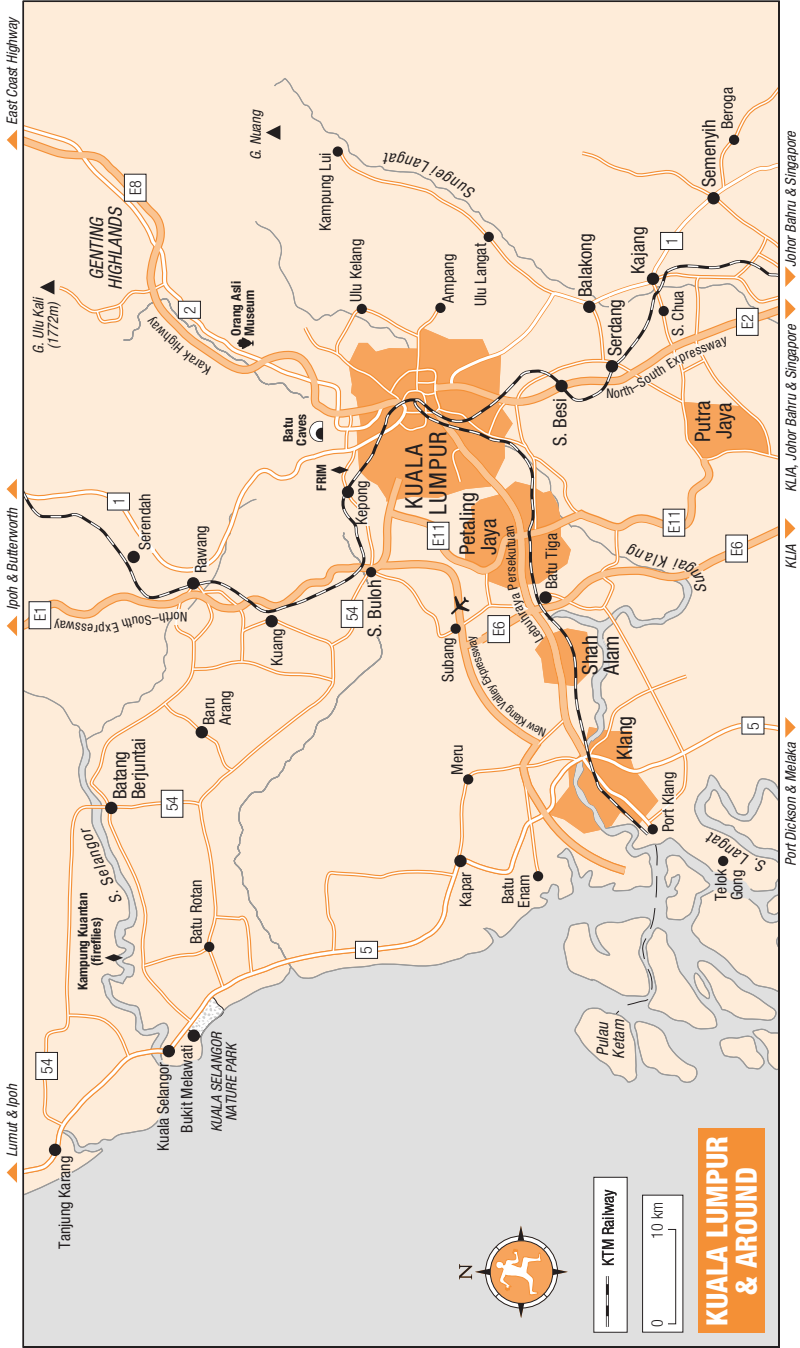 Lumut & Ipoh
Ipoh & Butterworth
East Coast Highway
Tanjung Karang
54
Kampung Kuantan
(fireflies)
S. Selangor
Batang
Berjuntai
54
E1
North–South Expressway
Serendah
1
Rawang
G. Ulu Kali
(1772m)
GENTING
HIGHLANDS
E8
2
Karak Highway
Orang Asli
Museum
G. Nuang
Kuala Selangor
Bukit Melawati
KUALA SELANGOR
NATURE PARK
Batu Rotan
Baru
Arang
Kuang
54
S. Buloh
Batu
Caves
FRIM
Kepong
Kampung Lui
Ulu Kelang
Sungei Langat
Ampang
Ulu Langat
5
Kapar
Meru
Batu
Enam
Subang
New Klang Valley Expressway
E6
E11
KUALA
LUMPUR
Petaling
Jaya
Lebuhraya Persekutuan
Batu Tiga
Shah
Alam
Klang
Port Klang
Pulau
Ketam
Telok
Gong
S. Langat
5
Sungai Klang
E6
E11
S. Besi
Serdang
Balakong
Kajang
S. Chua
1
North–South Expressway
E2
Putra
Jaya
Semenyih
Beroga
N
KTM Railway
0 10 km
KUALA LUMPUR
& AROUND
Port Dickson & Melaka
KLIA
KLIA, Johor Bahru & Singapore
Johor Bahru & Singapore